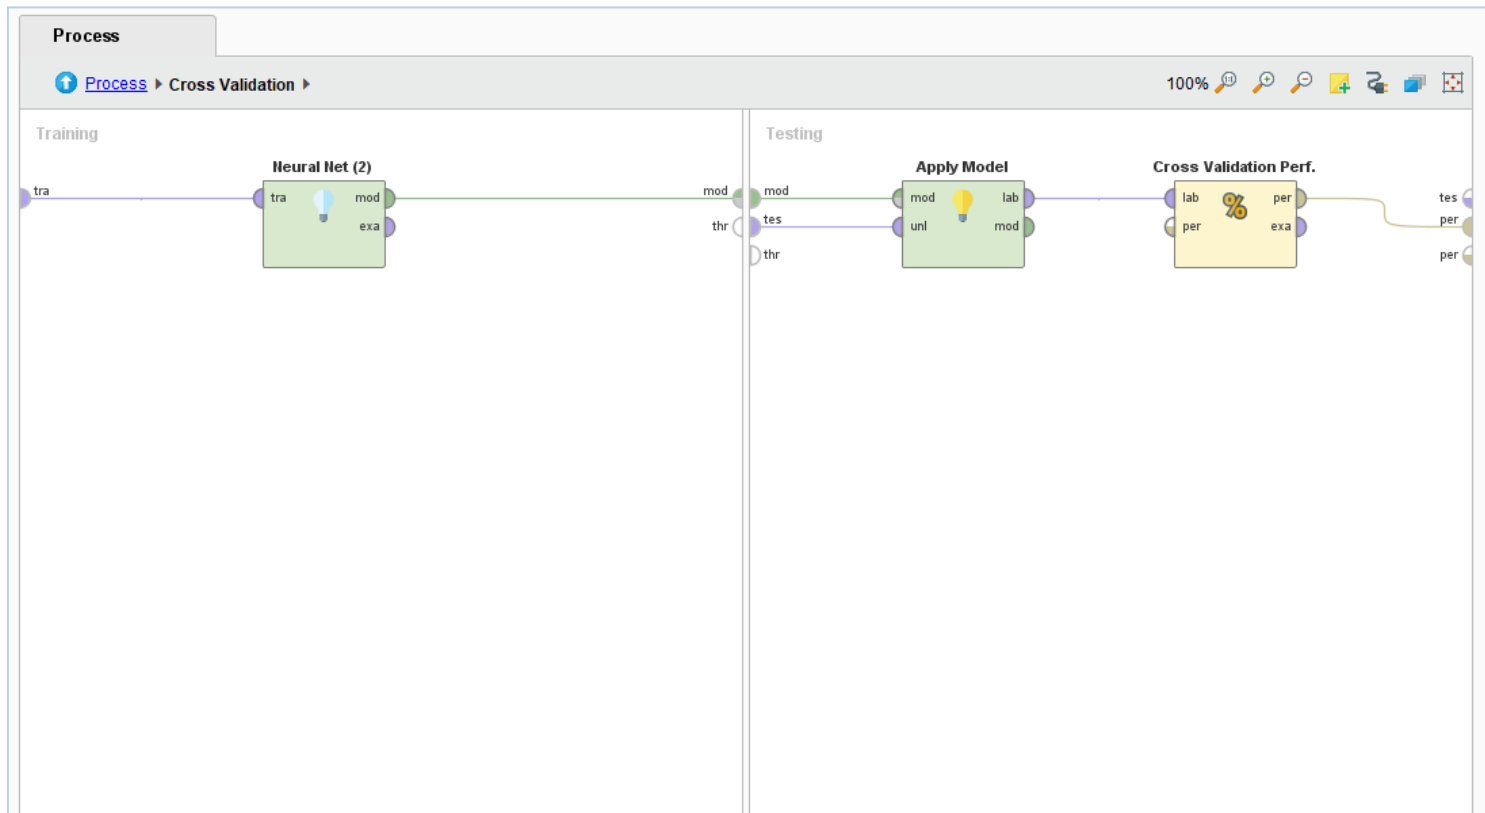 Process
Process Cross Validation
100%
Training
Testing
Neural Net (2)
Apply Model
Cross Validation Perf.
tra
tra
mod
exa
mod
thr
mod
tes
thr
mod
unl
lab
mod
lab
per
per
exa
tes
per
per